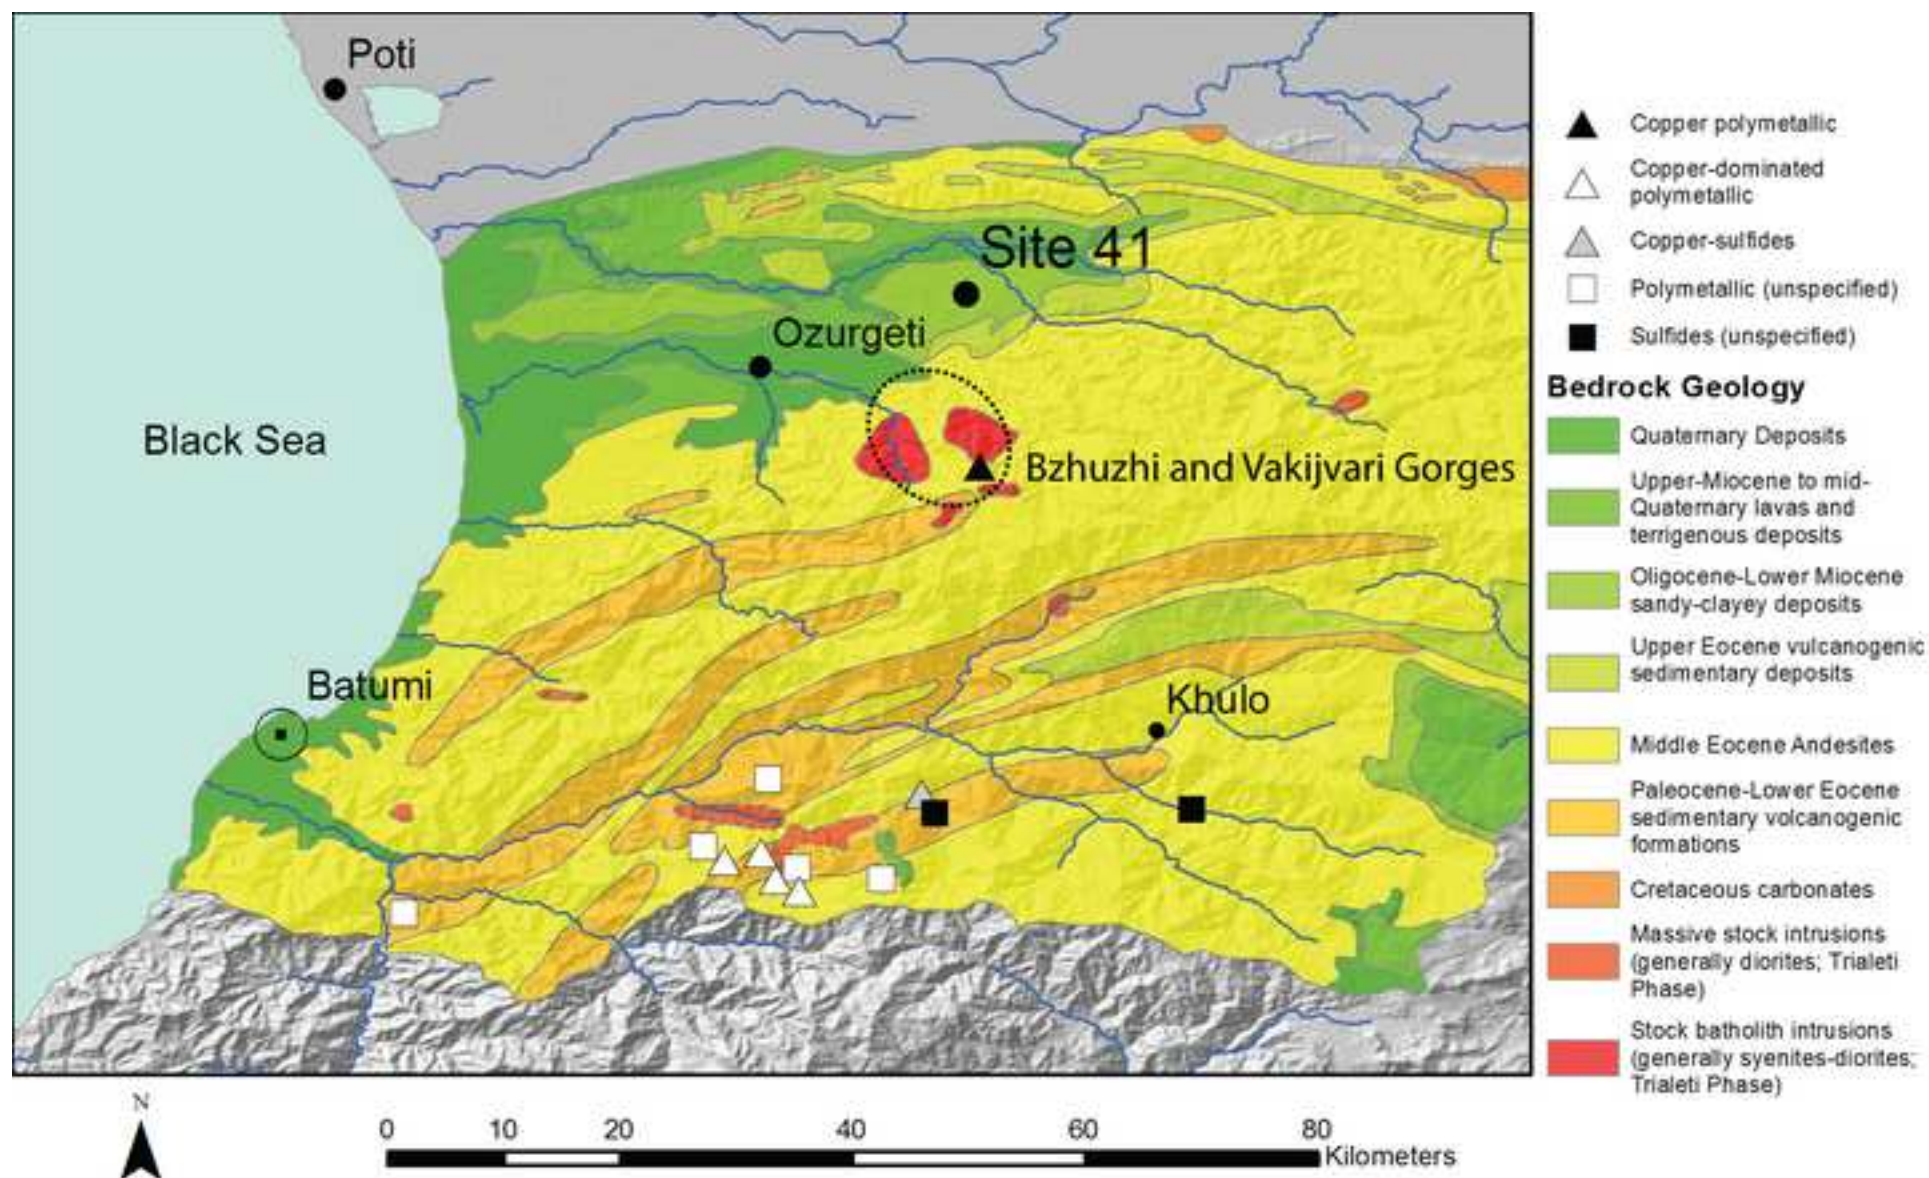 Poti
Site 41
Ozurgeti
Black Sea
Bzhuzhi and Vakijvari Gorges
Batumi
Khulo
Copper polymetallic
Copper-dominated
polymetallic
Copper-sulfides
Polymetallic (unspecified)
Sulfides (unspecified)
Bedrock Geology
Quaternary Deposits
Upper-Miocene to mid-
Quaternary lavas and
terrigenous deposits
Oligocene-Lower Miocene
sandy-clayey deposits
Upper Eocene vulcanogenic
sedimentary deposits
Middle Eocene Andesites
Paleocene-Lower Eocene
sedimentary volcanogenic
formations
Cretaceous carbonates
Massive stock intrusions
(generally diorites; Trialeti
Phase)
Stock batholith intrusions
(generally syenites-diorites;
Trialeti Phase)
N
0 10 20 40 60 80
Kilometers